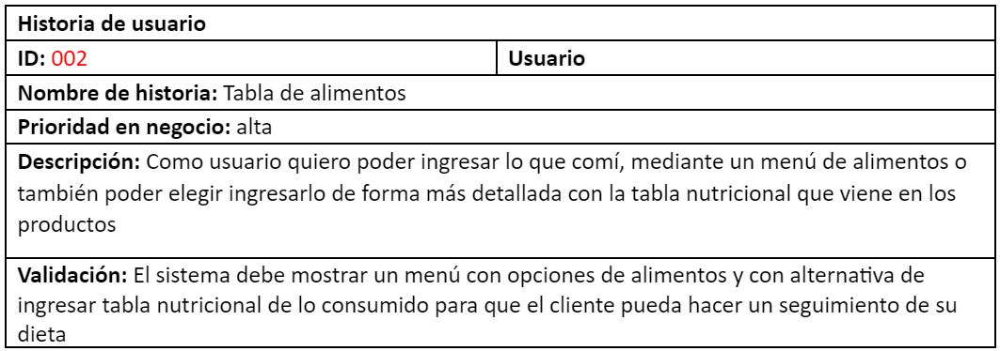 Historia de usuario
ID: 002
Usuario
Nombre de historia: Tabla de alimentos
Prioridad en negocio: alta
Descripción: Como usuario quiero poder ingresar lo que comí, mediante un menú de alimentos o
también poder elegir ingresarlo de forma más detallada con la tabla nutricional que viene en los
productos
Validación: El sistema debe mostrar un menú con opciones de alimentos y con alternativa de
ingresar tabla nutricional de lo consumido para que el cliente pueda hacer un seguimiento de su
dieta